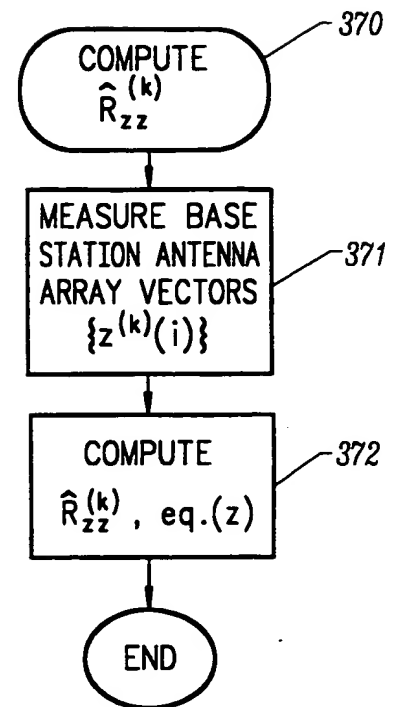 370
COMPUTE
R̂zz(k)
MEASURE BASE
STATION ANTENNA
ARRAY VECTORS
{z(k)(i)}
371
COMPUTE
R̂zz(k), eq.(z)
372
END